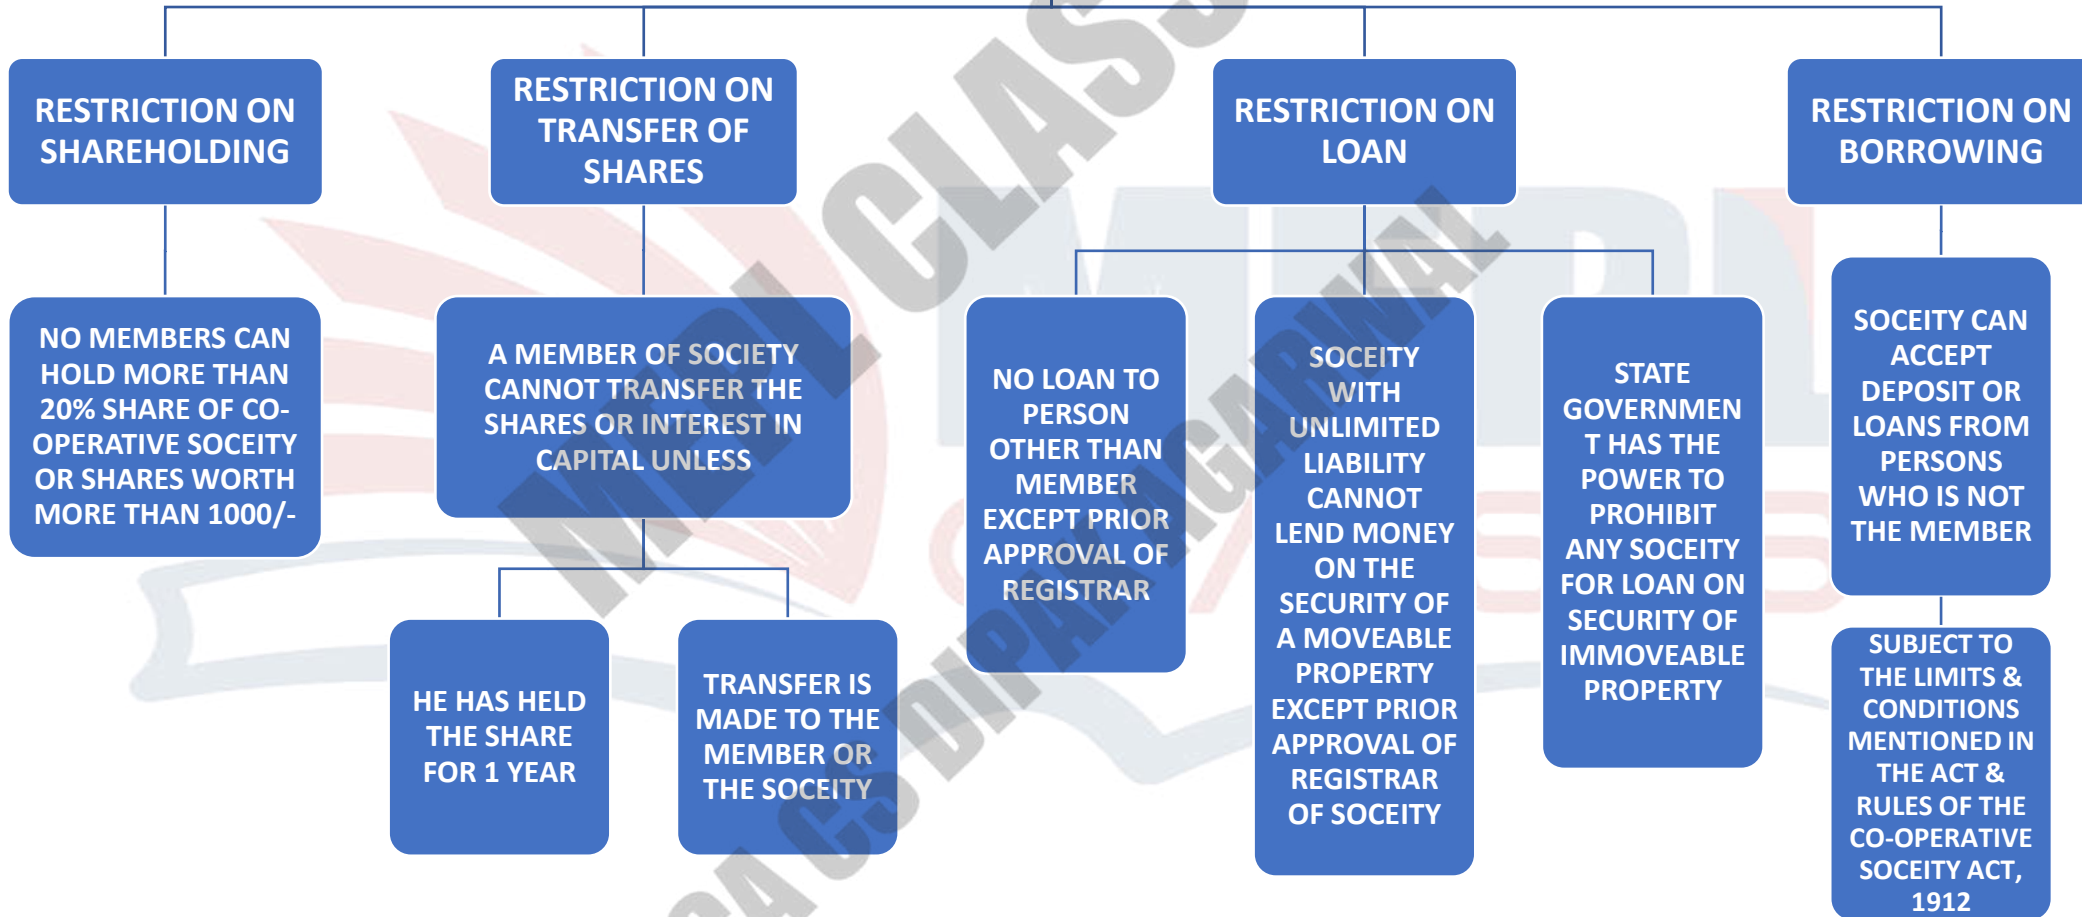 RESTRICTION ON
SHAREHOLDING
RESTRICTION ON
TRANSFER OF
SHARES
RESTRICTION ON
LOAN
RESTRICTION ON
BORROWING
NO MEMBERS CAN
HOLD MORE THAN
20% SHARE OF CO-
OPERATIVE SOCEITY
OR SHARES WORTH
MORE THAN 1000/-
A MEMBER OF SOCIETY
CANNOT TRANSFER THE
SHARES OR INTEREST IN
CAPITAL UNLESS
HE HAS HELD
THE SHARE
FOR 1 YEAR
TRANSFER IS
MADE TO THE
MEMBER OR
THE SOCEITY
NO LOAN TO
PERSON
OTHER THAN
MEMBER
EXCEPT PRIOR
APPROVAL OF
REGISTRAR
SOCEITY
WITH
UNLIMITED
LIABILITY
CANNOT
LEND MONEY
ON THE
SECURITY OF
A MOVEABLE
PROPERTY
EXCEPT PRIOR
APPROVAL OF
REGISTRAR
OF SOCEITY
STATE
GOVERNMEN
T HAS THE
POWER TO
PROHIBIT
ANY SOCEITY
FOR LOAN ON
SECURITY OF
IMMOVEABLE
PROPERTY
SOCEITY CAN
ACCEPT
DEPOSIT OR
LOANS FROM
PERSONS
WHO IS NOT
THE MEMBER
SUBJECT TO
THE LIMITS &
CONDITIONS
MENTIONED IN
THE ACT &
RULES OF THE
CO-OPERATIVE
SOCEITY ACT,
1912
MEPL CLASS
CA CS DIPAK AGARWAL